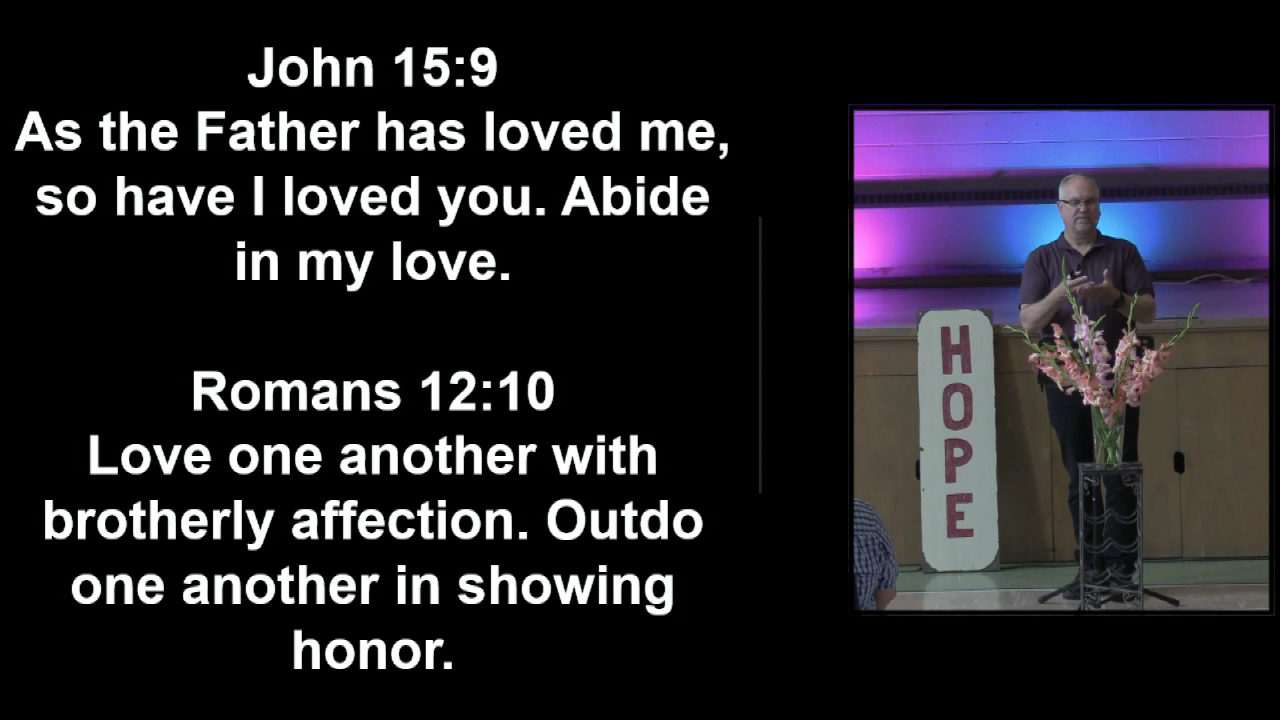 John 15:9
As the Father has loved me,
so have I loved you. Abide
in my love.
Romans 12:10
Love one another with
brotherly affection. Outdo
one another in showing
honor.
HOPE